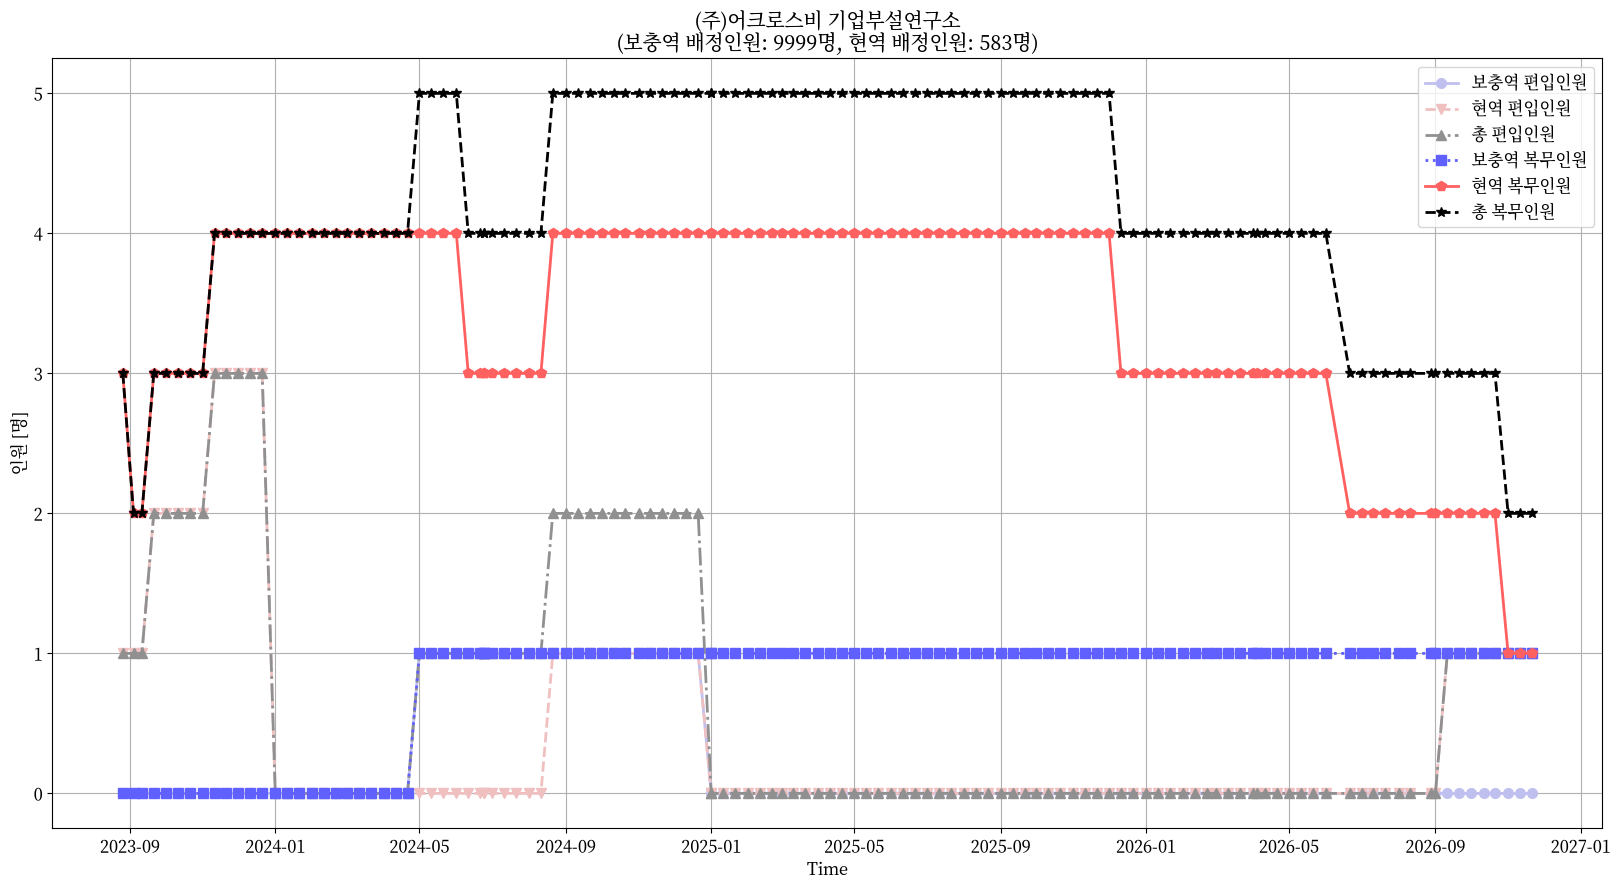 (주)어크로스비 기업부설연구소
(보충역 배정인원: 9999명, 현역 배정인원: 583명)
보충역 편입인원
현역 편입인원
총 편입인원
보충역 복무인원
현역 복무인원
총 복무인원
인원 [명]
5
4
3
2
1
0
2023-09
2024-01
2024-05
2024-09
2025-01
2025-05
2025-09
2026-01
2026-05
2026-09
2027-01
Time